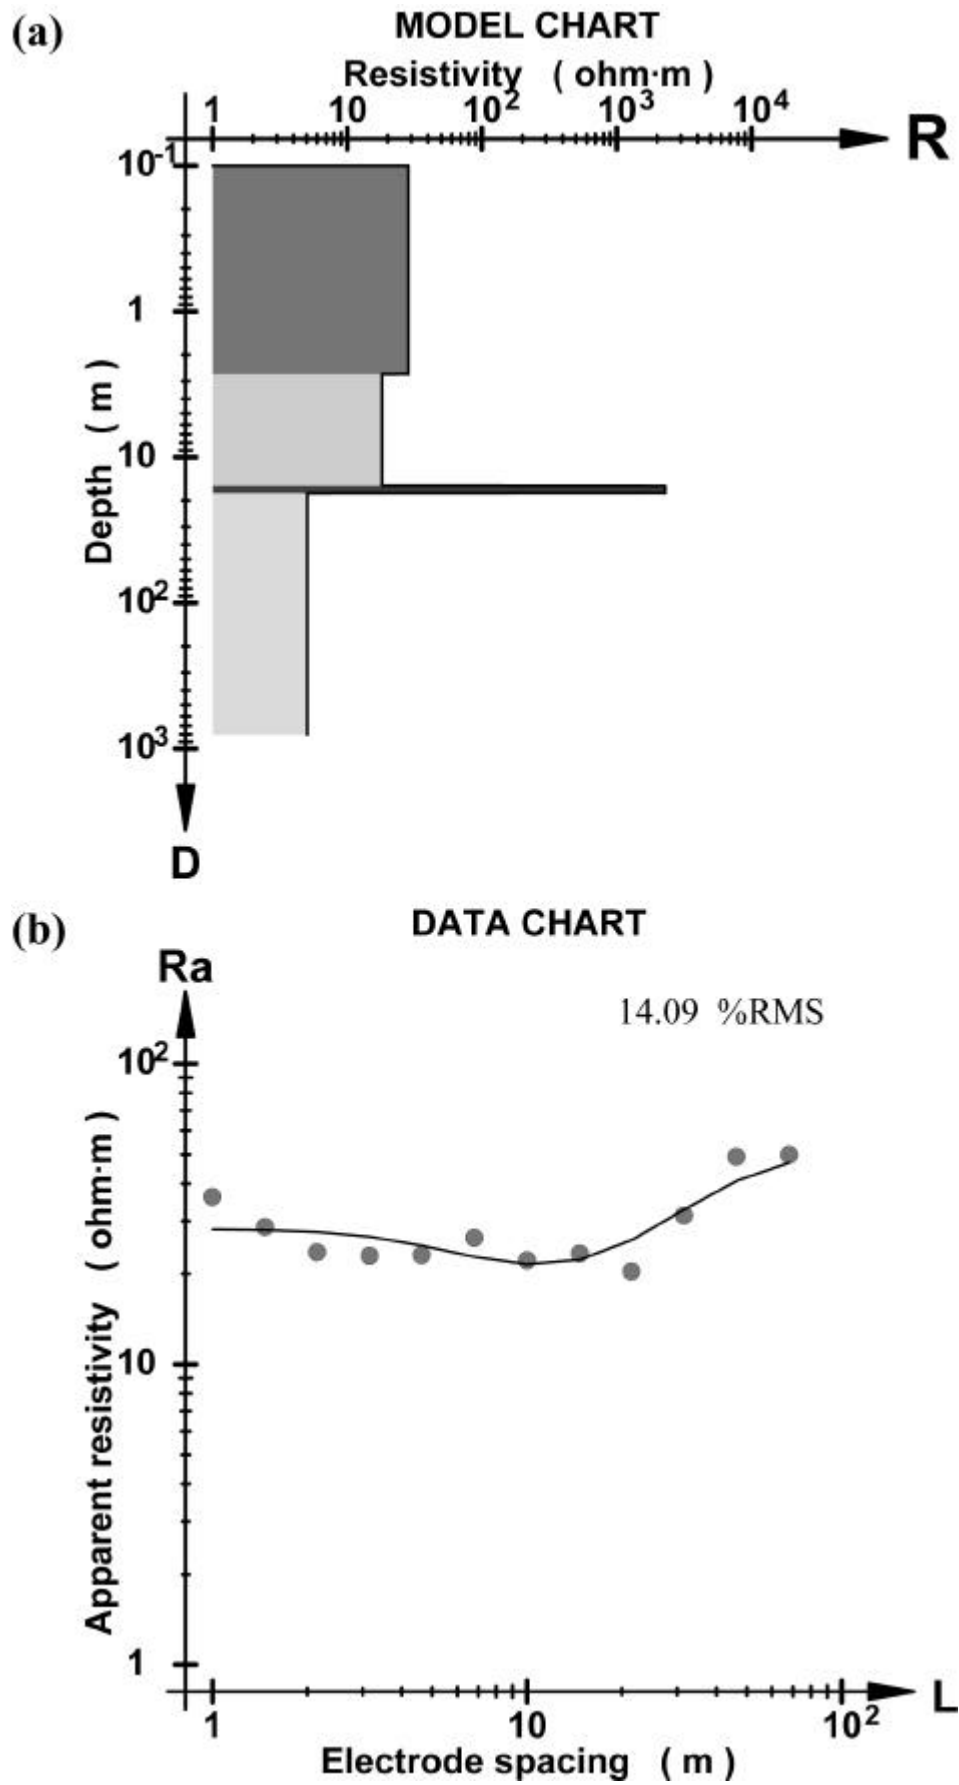 (a)
MODEL CHART
Resistivity ( ohm·m )
1 10 10² 10³ 10⁴
R
10⁻¹
1
10
10²
10³
Depth ( m )
D
(b)
DATA CHART
Ra
14.09 %RMS
10²
10
1
Apparent resistivity ( ohm·m )
1 10 10²
L
Electrode spacing ( m )